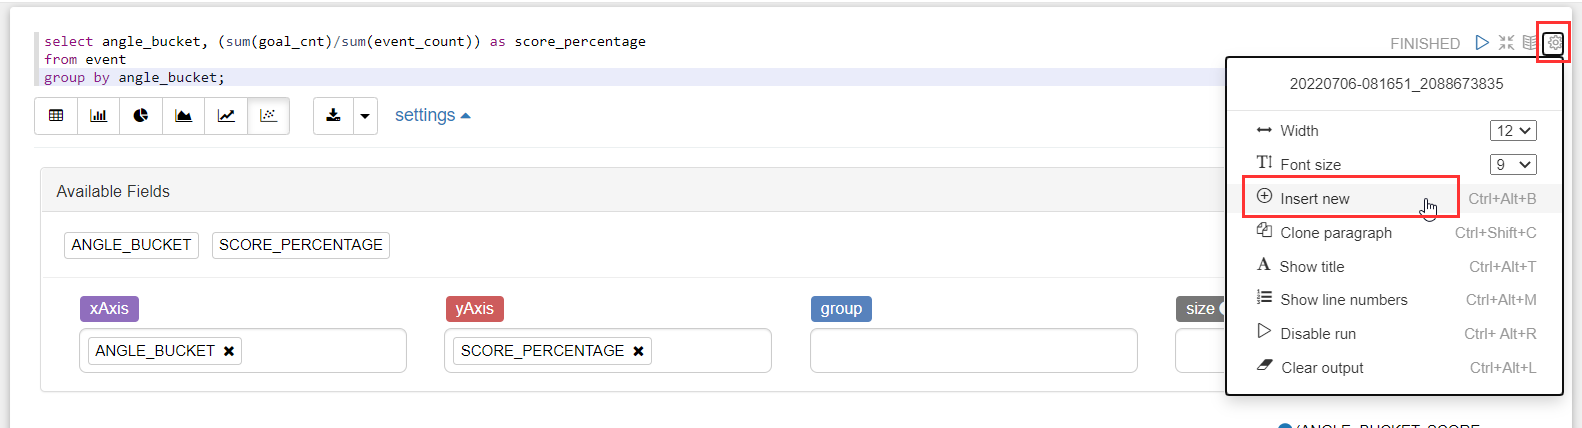 select angle_bucket, (sum(goal_cnt)/sum(event_count)) as score_percentage
from event
group by angle_bucket;
FINISHED
settings
20220706-081651_2088673835
Width 12
Font size 9
Insert new Ctrl+Alt+B
Clone paragraph Ctrl+Shift+C
Show title Ctrl+Alt+T
Show line numbers Ctrl+Alt+M
Disable run Ctrl+ Alt+R
Clear output Ctrl+Alt+L
Available Fields
ANGLE_BUCKET SCORE_PERCENTAGE
xAxis yAxis group size
ANGLE_BUCKET SCORE_PERCENTAGE